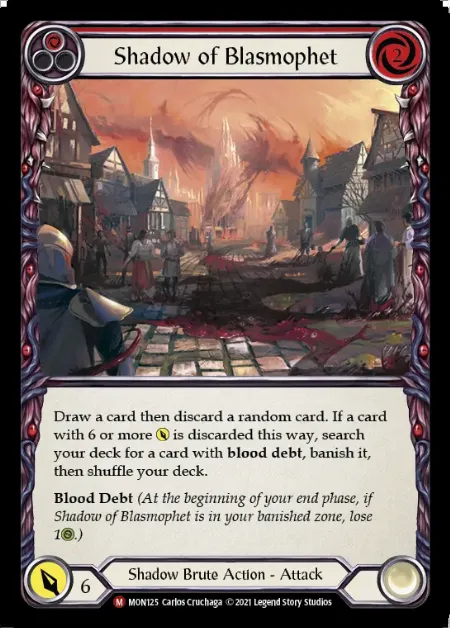 Shadow of Blasmophet
2
Draw a card then discard a random card. If a card
with 6 or more is discarded this way, search
your deck for a card with blood debt, banish it,
then shuffle your deck.
Blood Debt (At the beginning of your end phase, if
Shadow of Blasmophet is in your banished zone, lose
1.)
6
Shadow Brute Action - Attack
M MON125 Carlos Cruchaga © 2021 Legend Story Studios